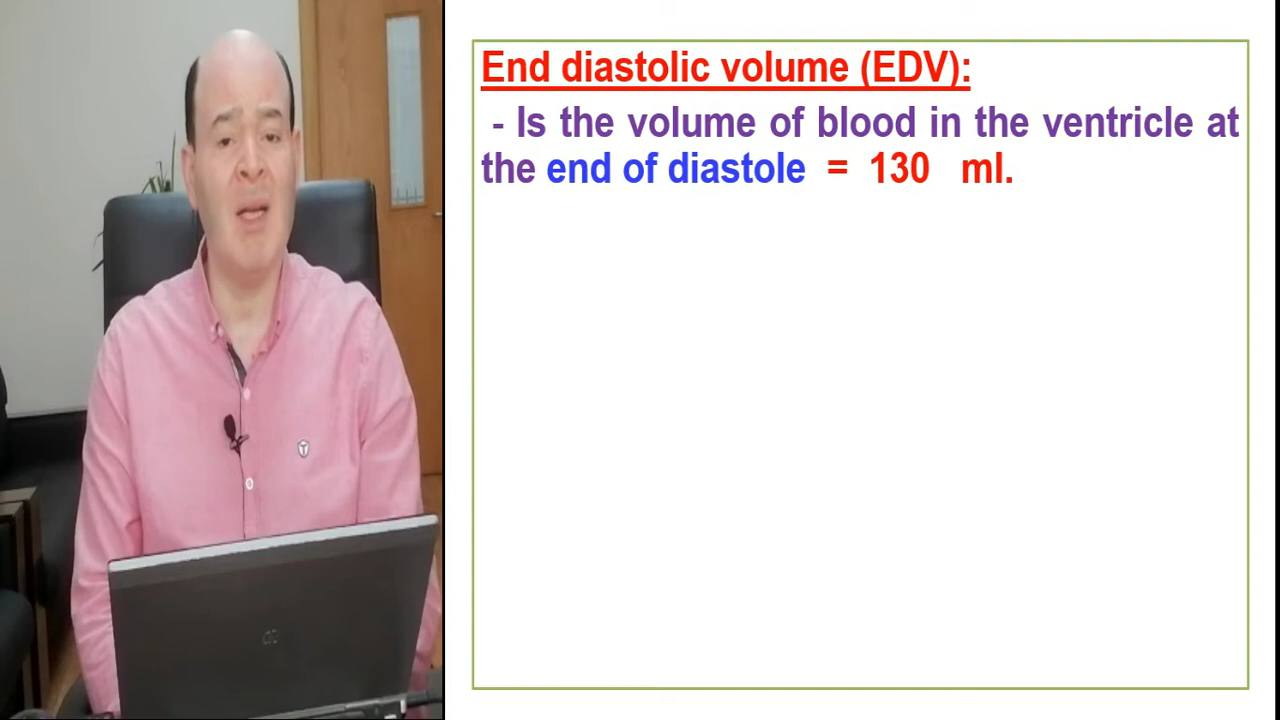 End diastolic volume (EDV):
- Is the volume of blood in the ventricle at
the end of diastole = 130 ml.